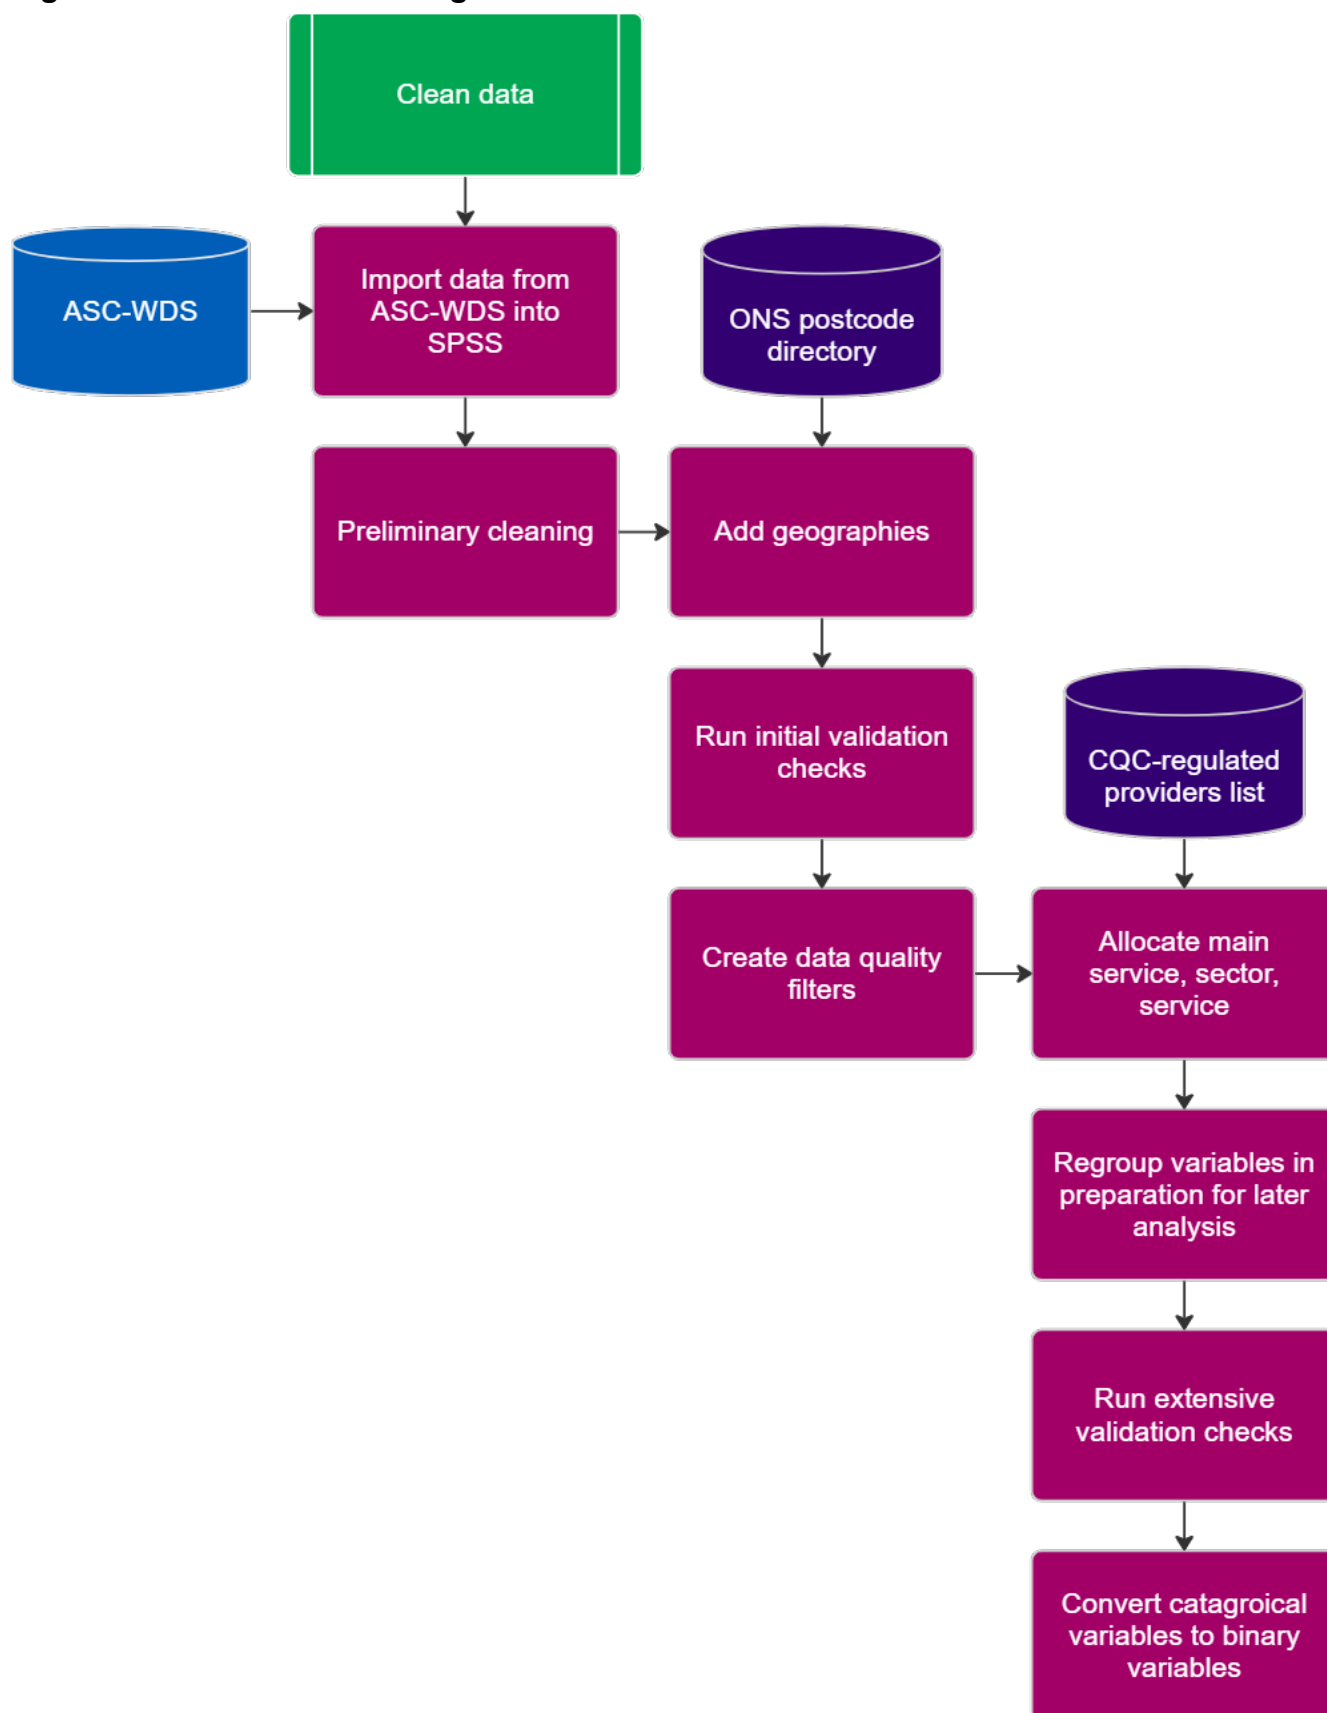 Clean data
ASC-WDS
Import data from
ASC-WDS into
SPSS
ONS postcode
directory
Preliminary cleaning
Add geographies
Run initial validation
checks
CQC-regulated
providers list
Create data quality
filters
Allocate main
service, sector,
service
Regroup variables in
preparation for later
analysis
Run extensive
validation checks
Convert catagroical
variables to binary
variables